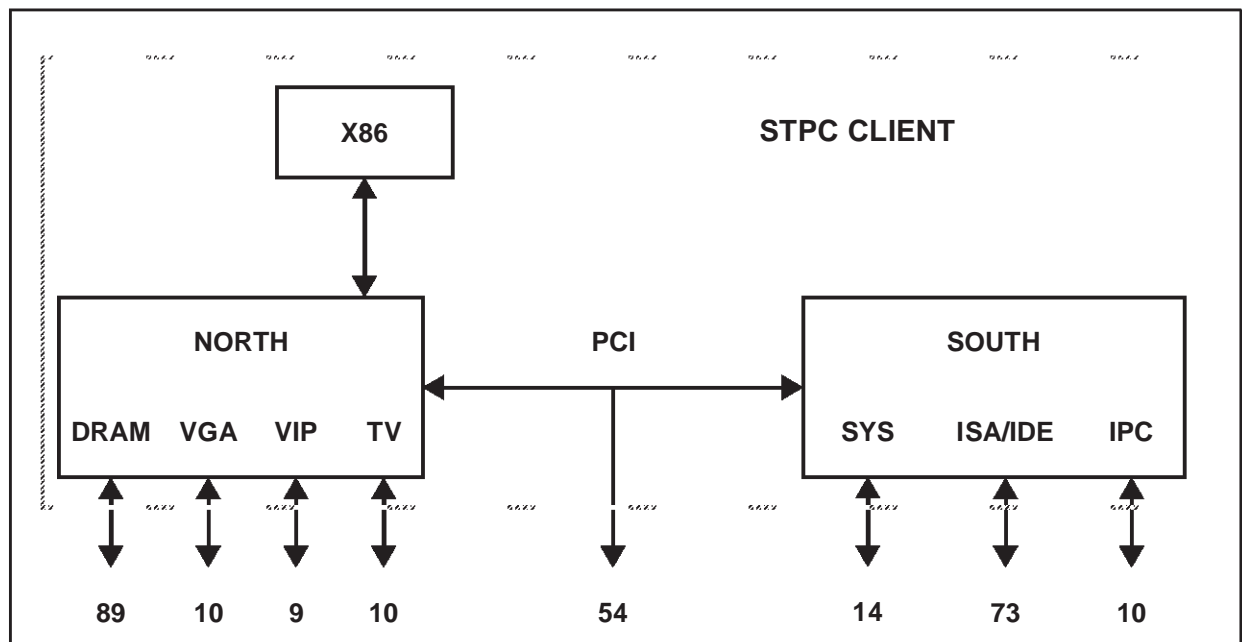 X86
STPC CLIENT
NORTH PCI SOUTH
DRAM VGA VIP TV SYS ISA/IDE IPC
89 10 9 10 54 14 73 10